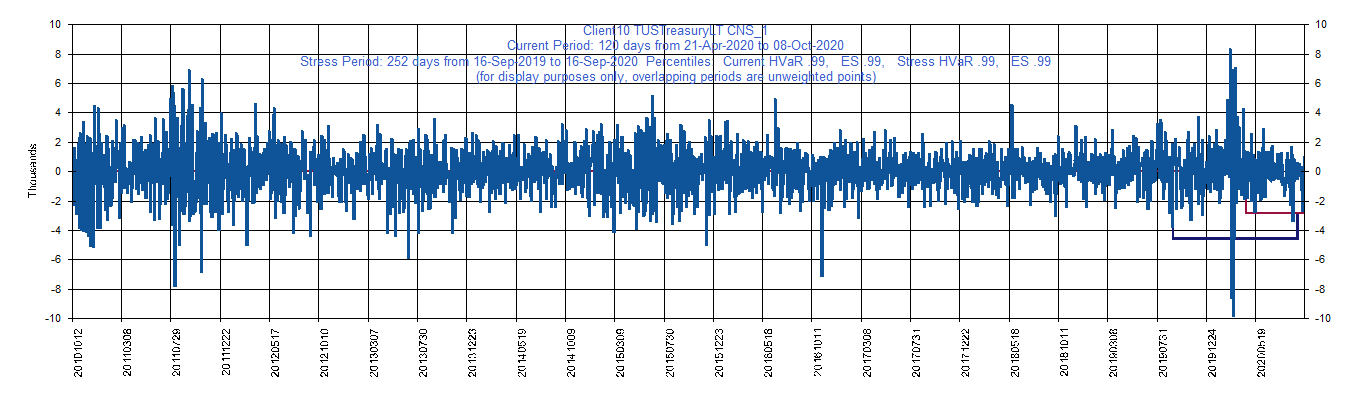 Client10 TUSTreasuryLT CNS_1
Current Period: 120 days from 21-Apr-2020 to 08-Oct-2020
Stress Period: 252 days from 16-Sep-2019 to 16-Sep-2020 Percentiles: Current HVaR .99, ES .99, Stress HVaR .99, ES .99
(for display purposes only, overlapping periods are unweighted points)
10 10
8 8
6 6
4 4
2 2
0 0
-2 -2
-4 -4
-6 -6
-8 -8
-10 -10
Thousands
20101012 20110308 20110729 20111222 20120517 20121010 20130307 20130730 20131223 20140519 20141009 20150309 20150730 20151223 20160518 20161011 20170308 20170731 20171222 20180518 20181011 20190308 20190731 20191224 20200519